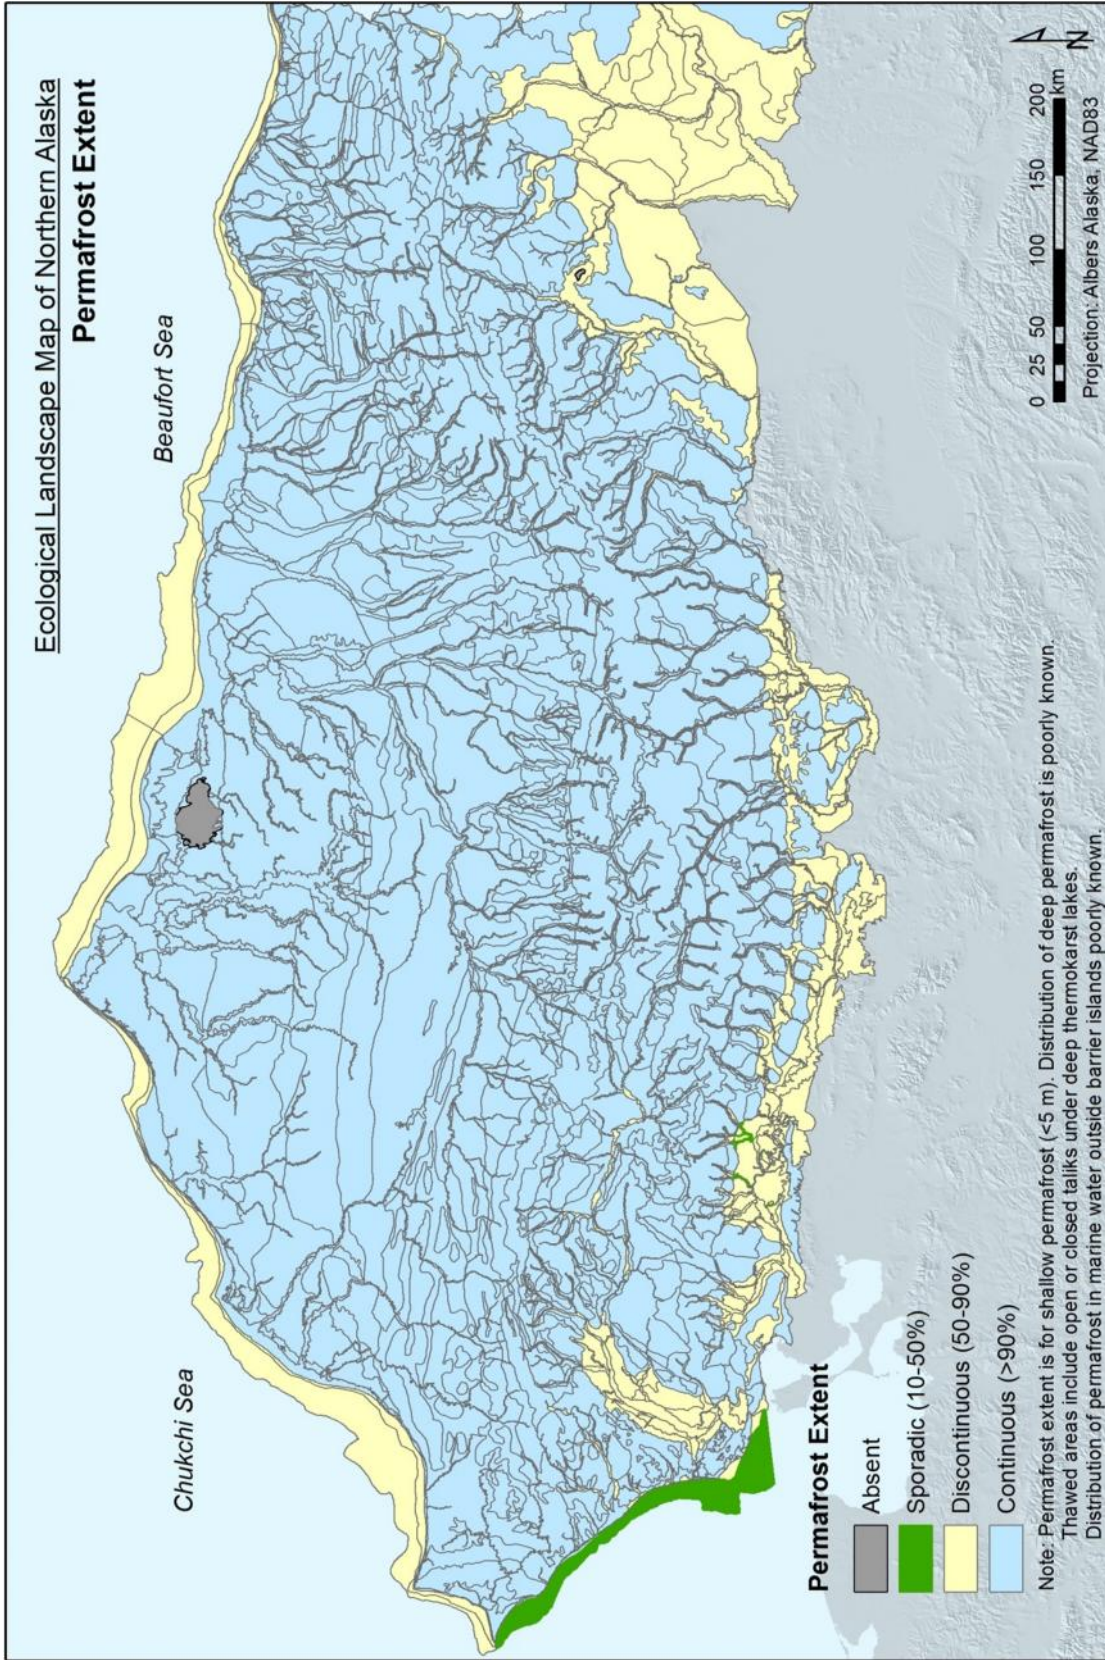 Ecological Landscape Map of Northern Alaska
Permafrost Extent
Beaufort Sea
Chukchi Sea
Permafrost Extent
Absent
Sporadic (10-50%)
Discontinuous (50-90%)
Continuous (>90%)
Note: Permafrost extent is for shallow permafrost (<5 m). Distribution of deep permafrost is poorly known.
Thawed areas include open or closed taliks under deep thermokarst lakes.
Distribution of permafrost in marine water outside barrier islands poorly known.
0 25 50 100 150 200
km
Projection: Albers Alaska, NAD83
N